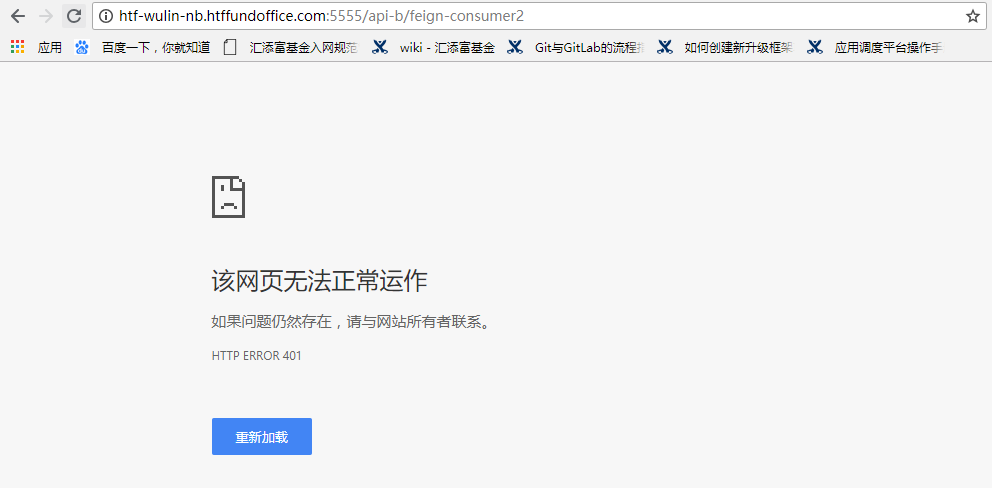 htf-wulin-nb.htffundoffice.com:5555/api-b/feign-consumer2
应用 百度一下，你就知道 汇添富基金入网规范 wiki - 汇添富基金 Git与GitLab的流程 如何创建新升级框架 应用调度平台操作手
该网页无法正常运作
如果问题仍然存在，请与网站所有者联系。
HTTP ERROR 401
重新加载